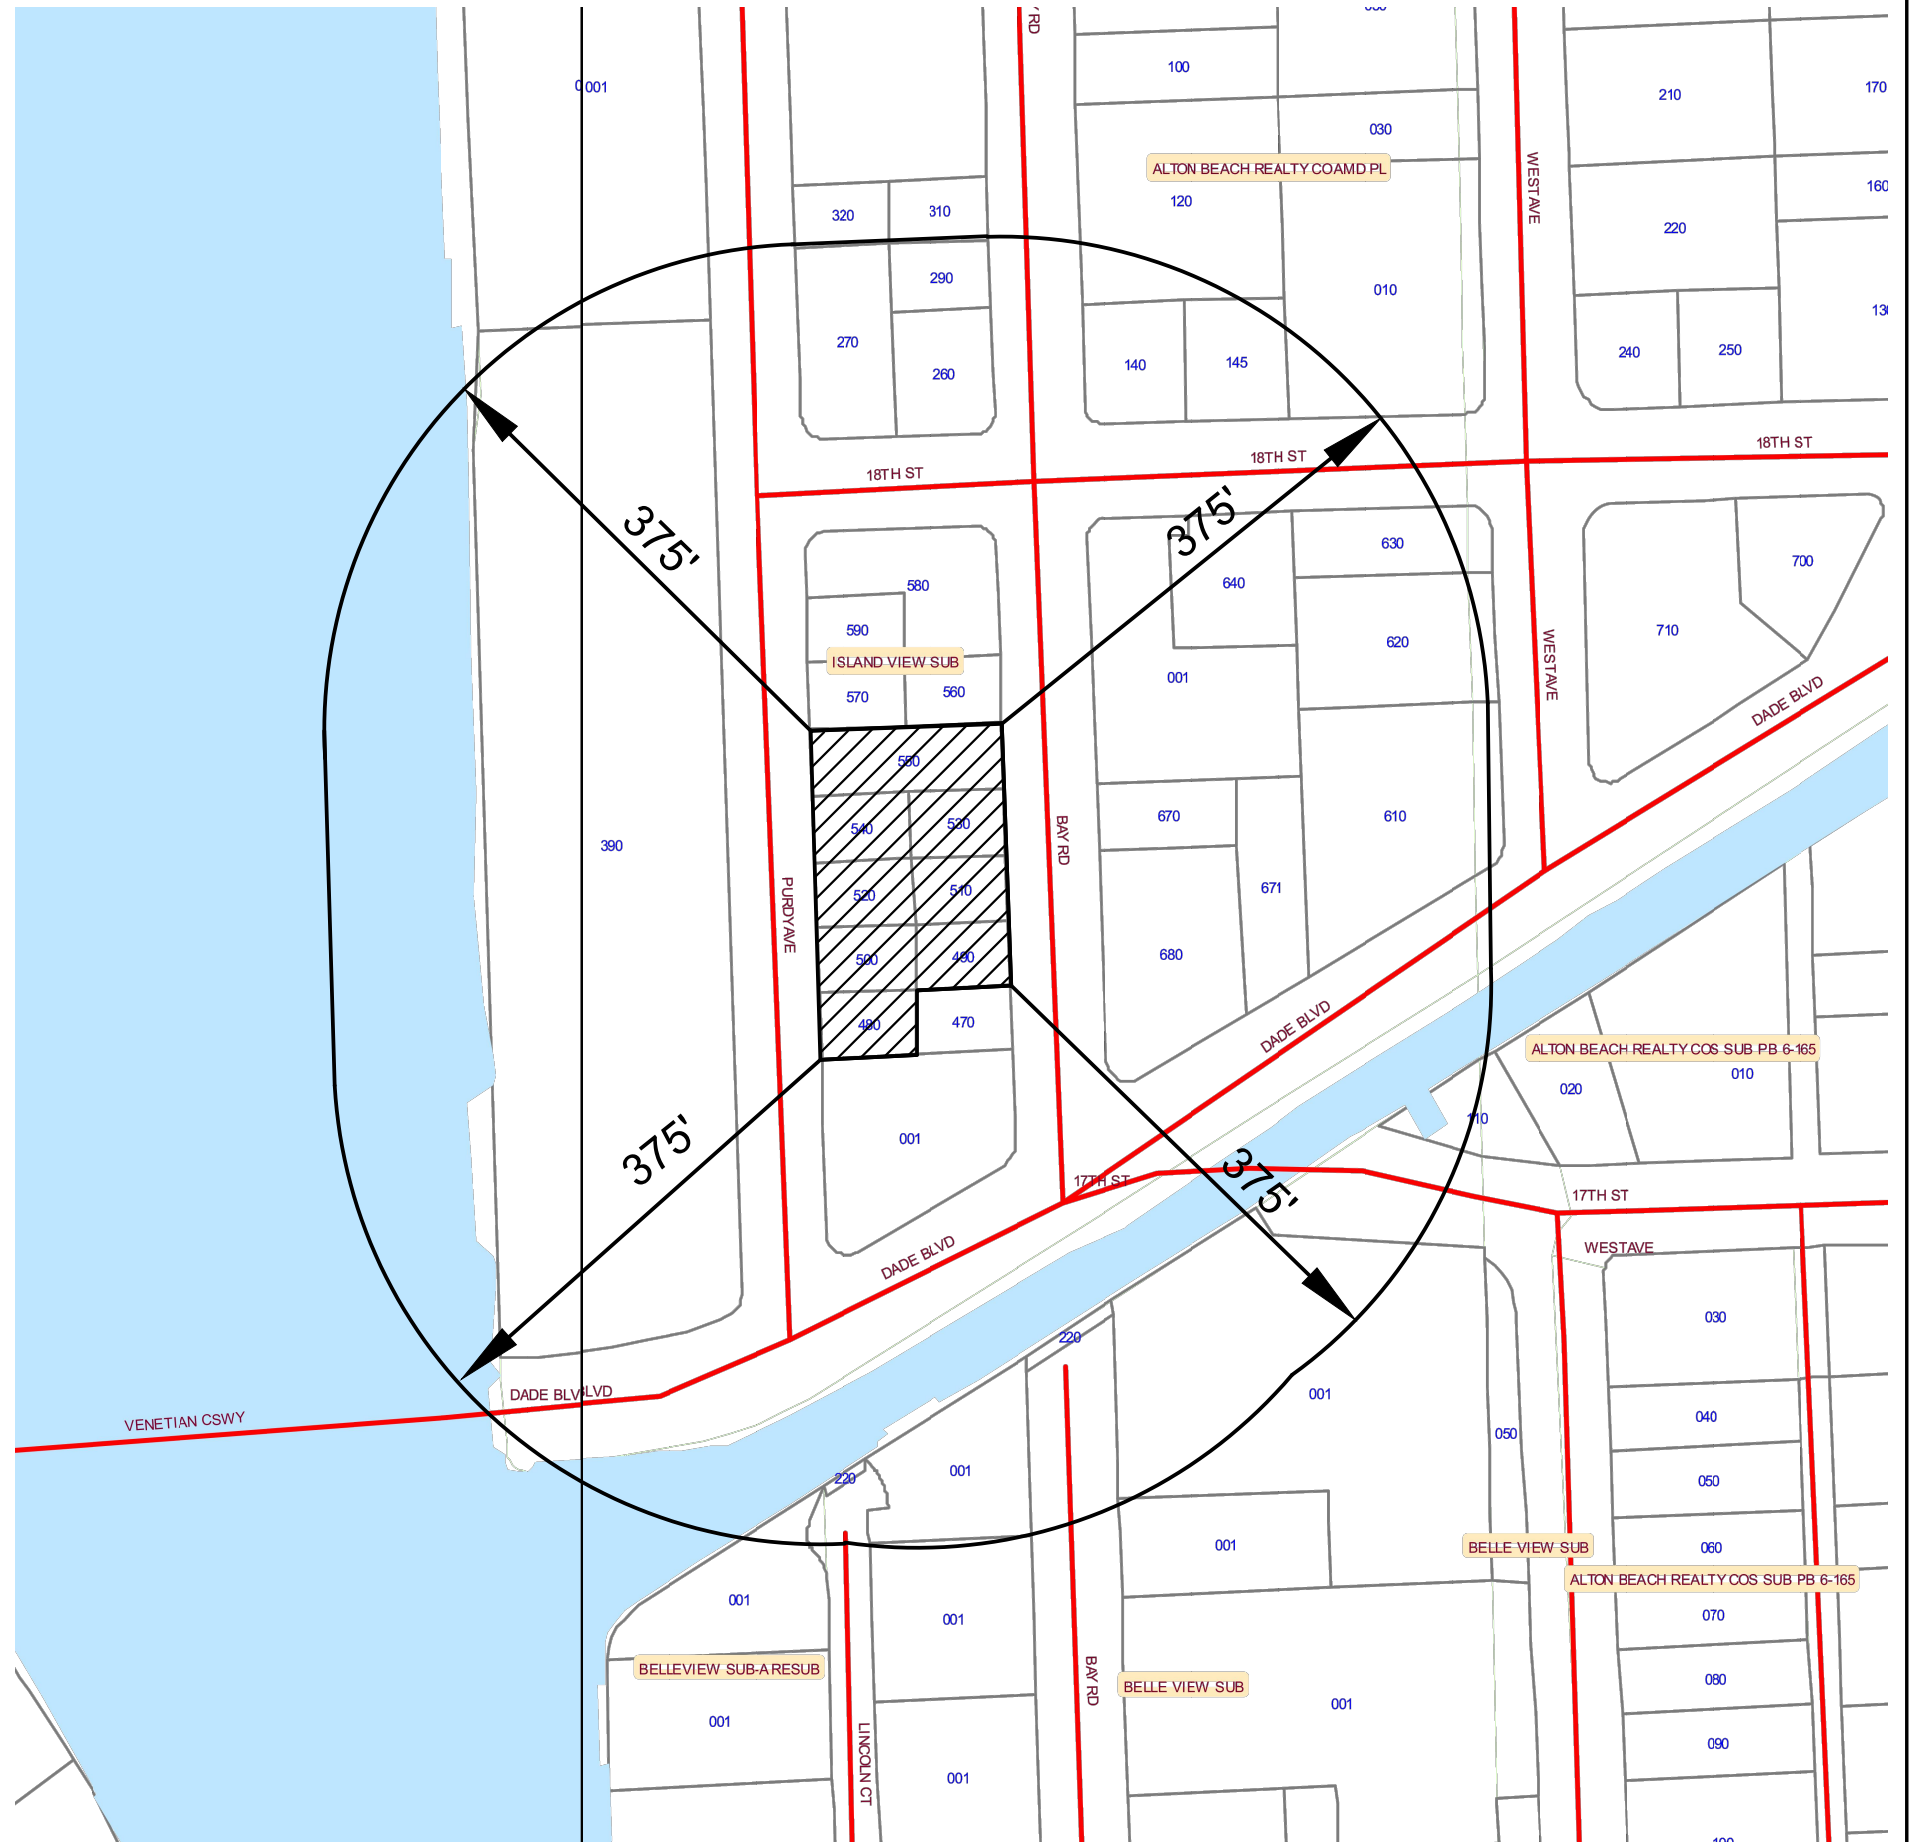 RD
001
100
210
170
030
ALTON BEACH REALTY COAMD PL
WEST AVE
320
310
120
160
220
290
010
270
260
140
145
240
250
18TH ST
18TH ST
18TH ST
375'
375'
580
630
640
700
590
620
710
ISLAND VIEW SUB
570
560
001
WEST AVE
DADE BLVD
550
540
530
670
610
390
BAY RD
PURDY AVE
520
510
671
500
490
680
480
470
DADE BLVD
ALTON BEACH REALTY COS SUB PB 6-165
010
020
110
001
375'
375'
17TH ST
17TH ST
WEST AVE
DADE BLVD
030
220
001
DADE BLVD
VENETIAN CSWY
040
050
001
220
050
001
BELLE VIEW SUB
060
ALTON BEACH REALTY COS SUB PB 6-165
001
001
070
BELLEVIEW SUB-A RESUB
BAY RD
BELLE VIEW SUB
080
001
001
LINCOLN CT
090
001